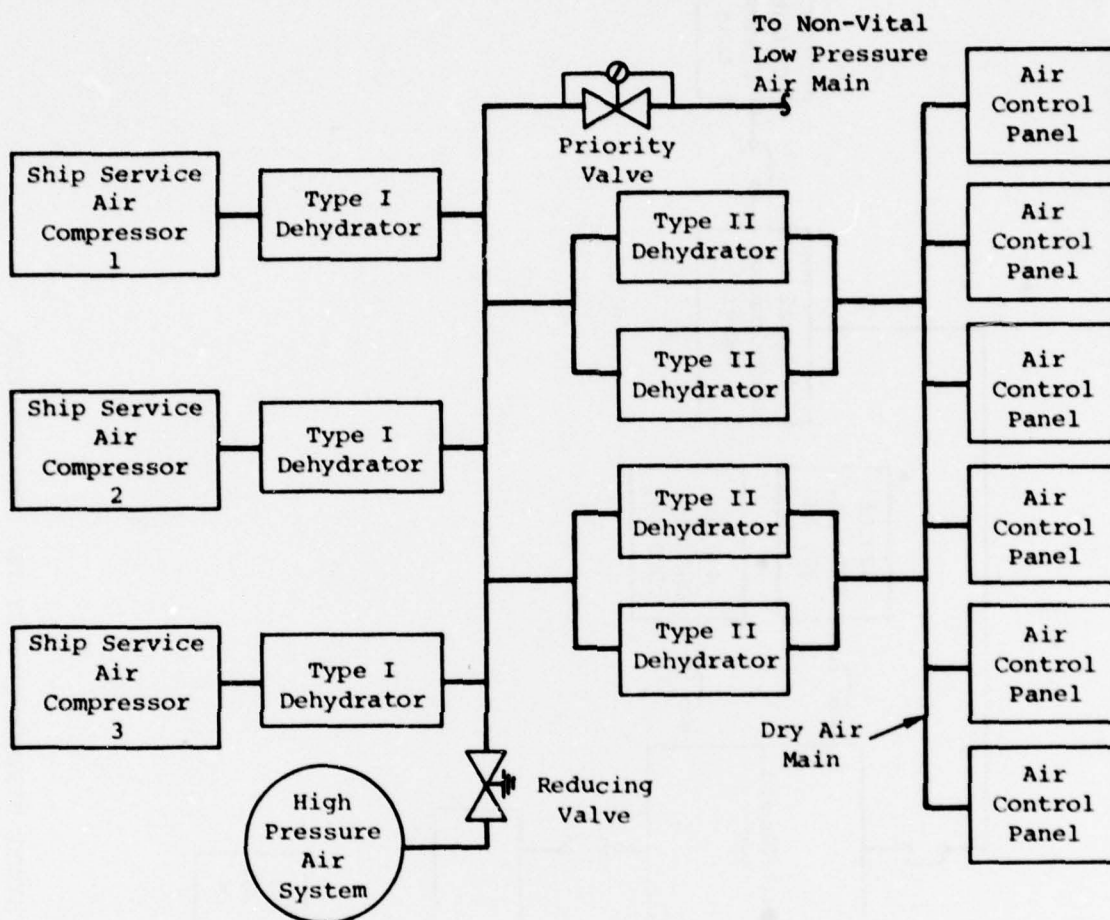 To Non-Vital
Low Pressure
Air Main
Priority
Valve
Ship Service
Air
Compressor
1
Type I
Dehydrator
Ship Service
Air
Compressor
2
Type I
Dehydrator
Ship Service
Air
Compressor
3
Type I
Dehydrator
High
Pressure
Air
System
Reducing
Valve
Type II
Dehydrator
Type II
Dehydrator
Type II
Dehydrator
Type II
Dehydrator
Dry Air
Main
Air
Control
Panel
Air
Control
Panel
Air
Control
Panel
Air
Control
Panel
Air
Control
Panel
Air
Control
Panel